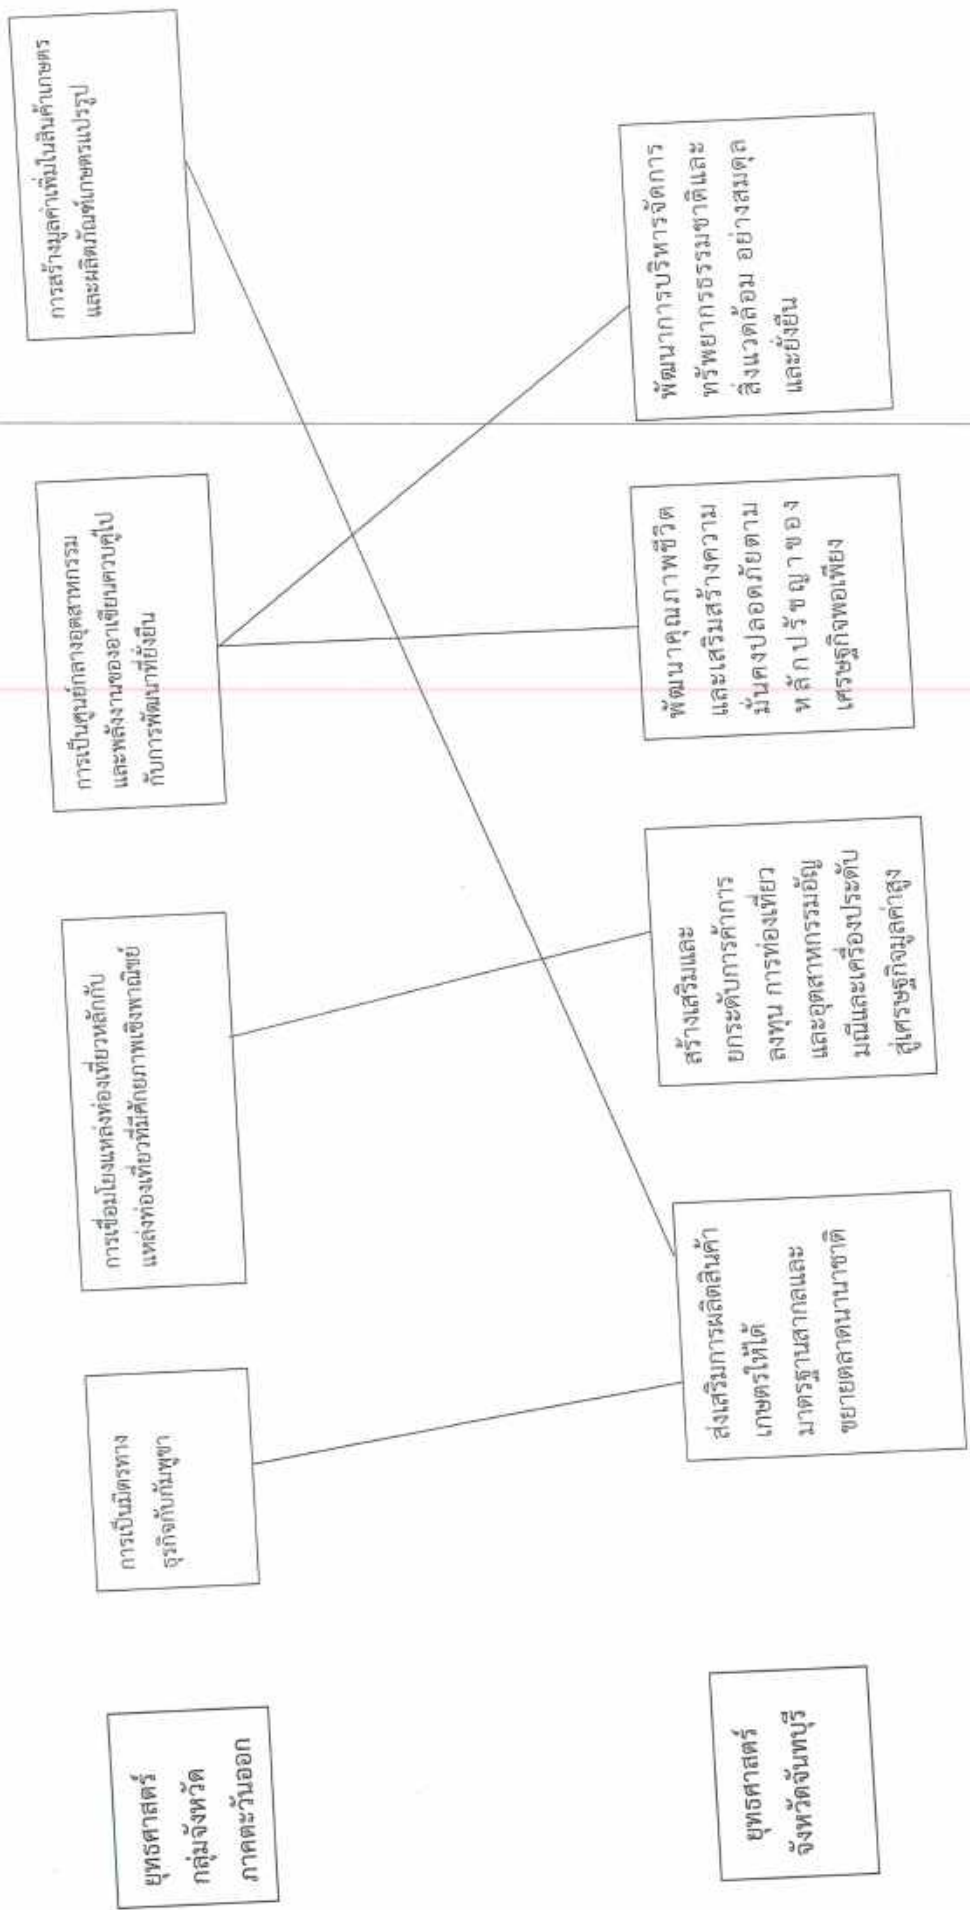 ยุทธศาสตร์
กลุ่มจังหวัด
ภาคตะวันออก
การเป็นมิตรทาง
ธุรกิจกับกัมพูชา
การเชื่อมโยงแหล่งท่องเที่ยวหลักกับ
แหล่งท่องเที่ยวที่มีศักยภาพเชิงพาณิชย์
การเป็นศูนย์กลางอุตสาหกรรม
และพลังงานของอาเซียนควบคู่ไป
กับการพัฒนาที่ยั่งยืน
การสร้างมูลค่าเพิ่มในสินค้าเกษตร
และผลิตภัณฑ์เกษตรแปรรูป
ยุทธศาสตร์
จังหวัดจันทบุรี
ส่งเสริมการผลิตสินค้า
เกษตรให้ได้
มาตรฐานสากลและ
ขยายตลาดนานาชาติ
สร้างเสริมและ
ยกระดับการค้าการ
ลงทุน การท่องเที่ยว
และอุตสาหกรรมอัญ
มณีและเครื่องประดับ
สู่เศรษฐกิจมูลค่าสูง
พัฒนาคุณภาพชีวิต
และเสริมสร้างความ
มั่นคงปลอดภัยตาม
หลักปรัชญาของ
เศรษฐกิจพอเพียง
พัฒนาการบริหารจัดการ
ทรัพยากรธรรมชาติและ
สิ่งแวดล้อม อย่างสมดุล
และยั่งยืน